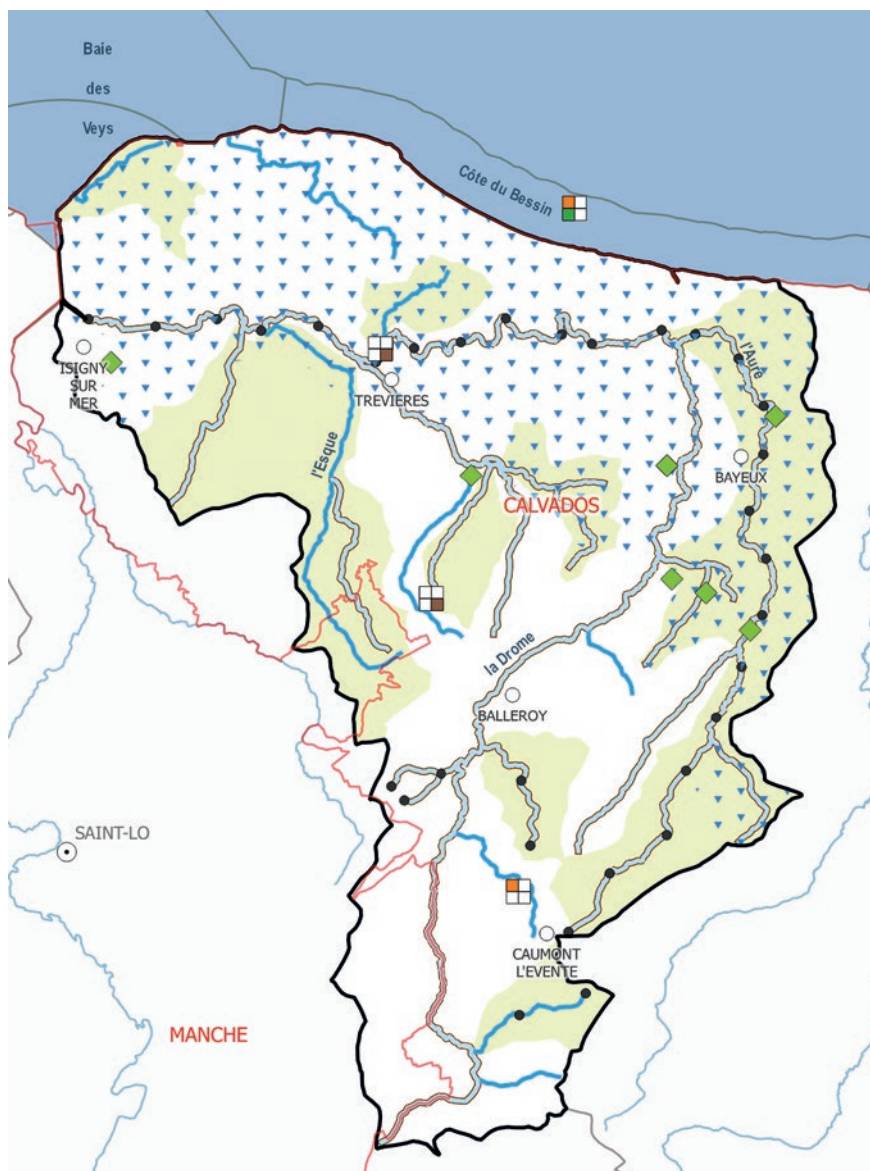 Baie
des
Veys
Côte du Bessin
l'Aure
ISIGNY
SUR
MER
TREVIERES
l'Esque
BAYEUX
CALVADOS
la Drome
BALLEROY
SAINT-LO
CAUMONT
L'EVENTE
MANCHE